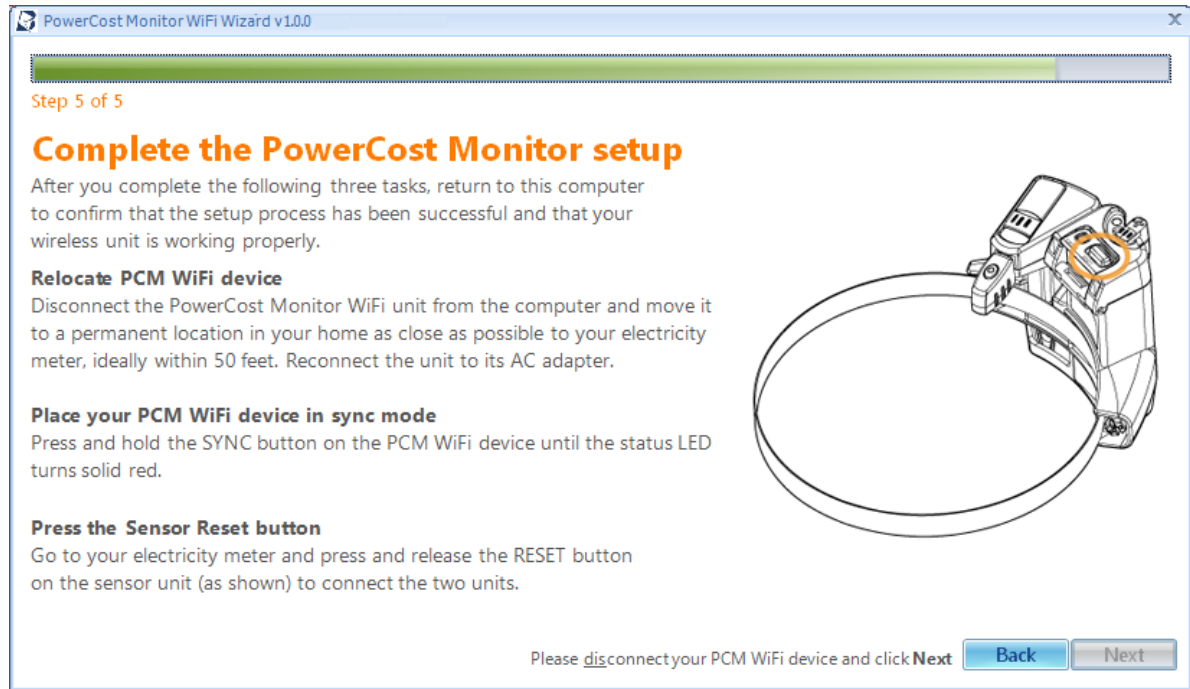 PowerCost Monitor WiFi Wizard v1.0.0
Step 5 of 5
Complete the PowerCost Monitor setup
After you complete the following three tasks, return to this computer
to confirm that the setup process has been successful and that your
wireless unit is working properly.
Relocate PCM WiFi device
Disconnect the PowerCost Monitor WiFi unit from the computer and move it
to a permanent location in your home as close as possible to your electricity
meter, ideally within 50 feet. Reconnect the unit to its AC adapter.
Place your PCM WiFi device in sync mode
Press and hold the SYNC button on the PCM WiFi device until the status LED
turns solid red.
Press the Sensor Reset button
Go to your electricity meter and press and release the RESET button
on the sensor unit (as shown) to connect the two units.
Please disconnect your PCM WiFi device and click Next
Back
Next